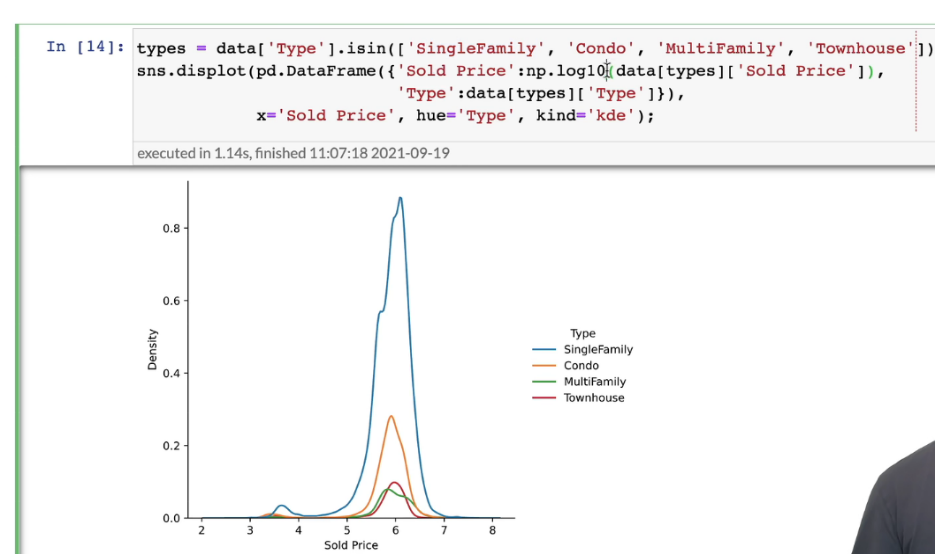 In [14]: types = data['Type'].isin(['SingleFamily', 'Condo', 'MultiFamily', 'Townhouse'])
sns.displot(pd.DataFrame({'Sold Price':np.log10(data[types]['Sold Price']),
'Type':data[types]['Type']}),
x='Sold Price', hue='Type', kind='kde');
executed in 1.14s, finished 11:07:18 2021-09-19
0.8
0.6
0.4
0.2
0.0
Density
2 3 4 5 6 7 8
Sold Price
Type
SingleFamily
Condo
MultiFamily
Townhouse